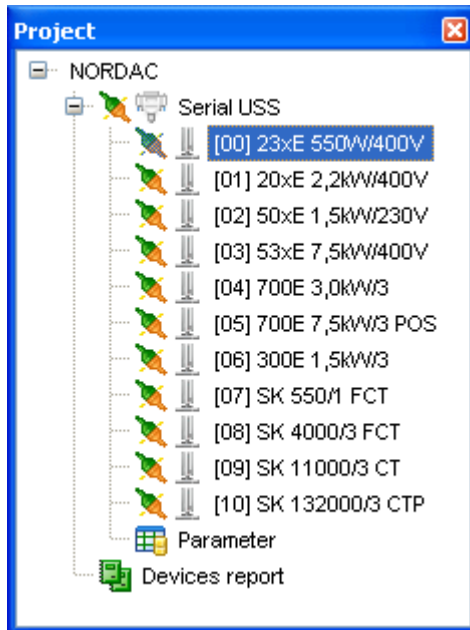 Project
NORDAC
Serial USS
[00] 23xE 550W/400V
[01] 20xE 2,2kW/400V
[02] 50xE 1,5kW/230V
[03] 53xE 7,5kW/400V
[04] 700E 3,0kW/3
[05] 700E 7,5kW/3 POS
[06] 300E 1,5kW/3
[07] SK 550/1 FCT
[08] SK 4000/3 FCT
[09] SK 11000/3 CT
[10] SK 132000/3 CTP
Parameter
Devices report